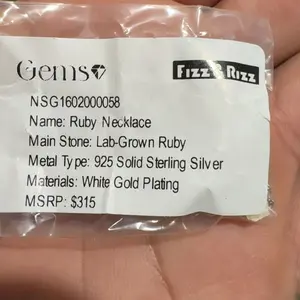 Gems
FIZZ & RIZZ
NSG1602000058
Name: Ruby Necklace
Main Stone: Lab-Grown Ruby
Metal Type: 925 Solid Sterling Silver
Materials: White Gold Plating
MSRP: $315